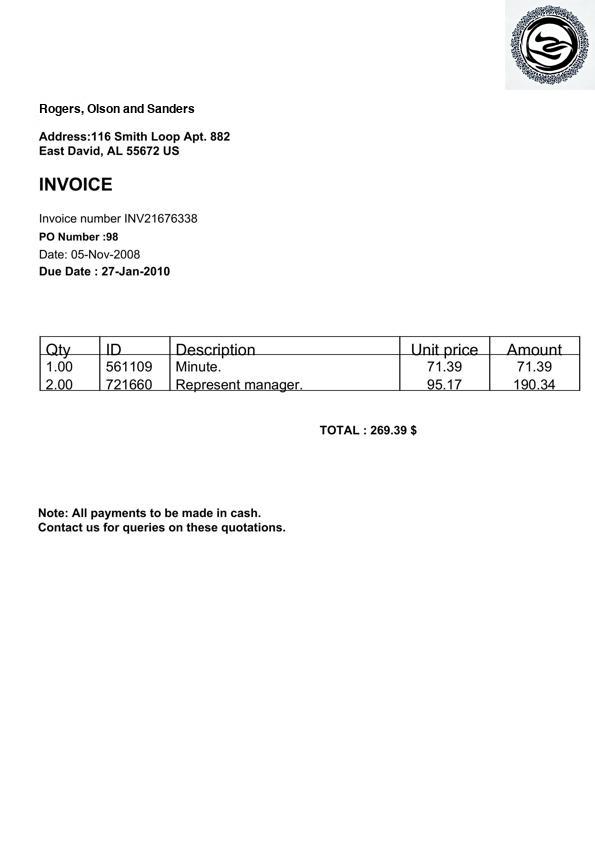 Rogers, Olson and Sanders
Address:116 Smith Loop Apt. 882
East David, AL 55672 US
INVOICE
Invoice number INV21676338
PO Number :98
Date: 05-Nov-2008
Due Date : 27-Jan-2010
Qty ID Description Unit price Amount
1.00 561109 Minute. 71.39 71.39
2.00 721660 Represent manager. 95.17 190.34
TOTAL : 269.39 $
Note: All payments to be made in cash.
Contact us for queries on these quotations.